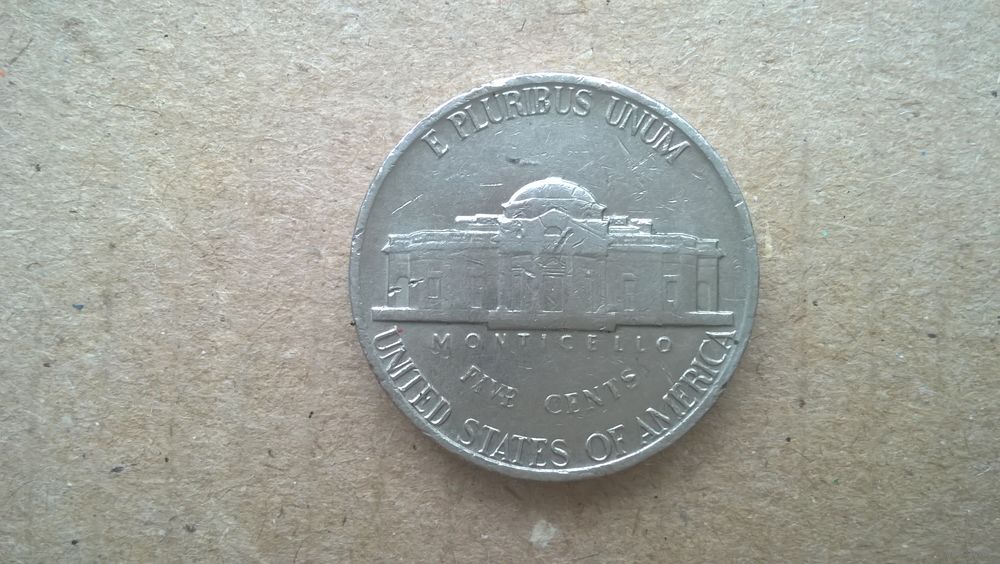 E PLURIBUS UNUM
MONTICELLO
FIVE CENTS
UNITED STATES OF AMERICA